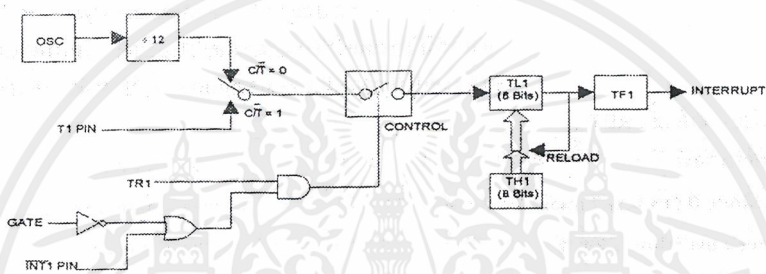 OSC
÷ 12
C/T̅ = 0
C/T̅ = 1
T1 PIN
CONTROL
TL1
(8 Bits)
TF1
INTERRUPT
RELOAD
TH1
(8 Bits)
TR1
GATE
I̅N̅T̅1̅ PIN